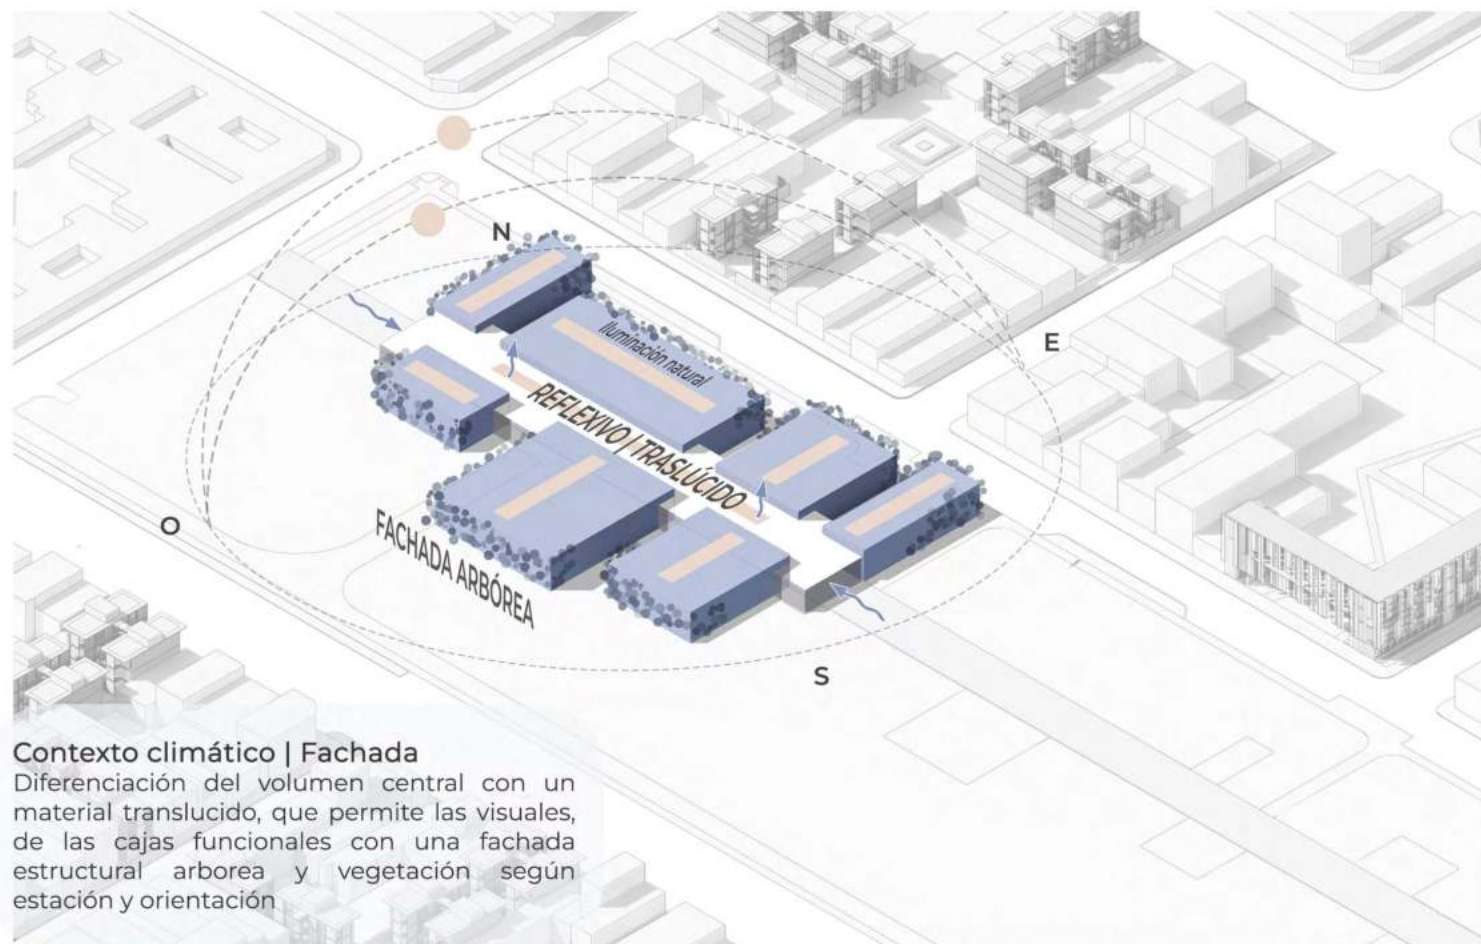 N
Iluminación natural
E
REFLEXIVO | TRASLÚCIDO
O
FACHADA ARBÓREA
S
Contexto climático | Fachada
Diferenciación del volumen central con un
material translucido, que permite las visuales,
de las cajas funcionales con una fachada
estructural arborea y vegetación según
estación y orientación